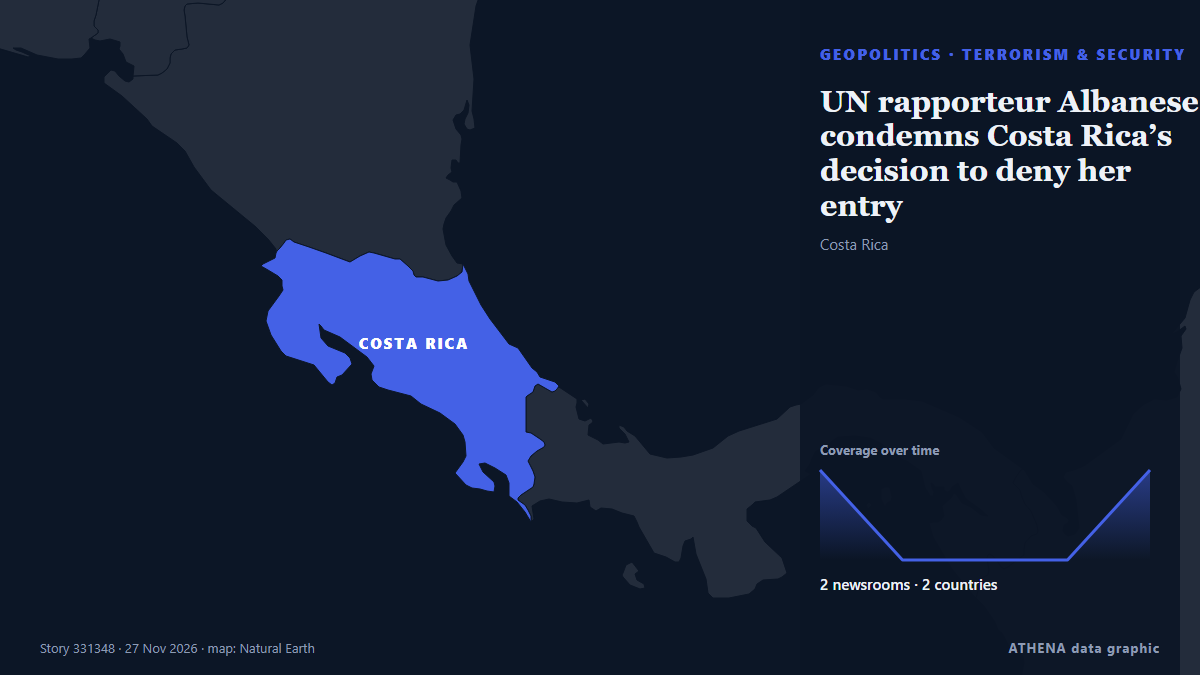 GEOPOLITICS · TERRORISM & SECURITY
UN rapporteur Albanese
condemns Costa Rica’s
decision to deny her
entry
Costa Rica
COSTA RICA
Coverage over time
2 newsrooms · 2 countries
Story 331348 · 27 Nov 2026 · map: Natural Earth
ATHENA data graphic